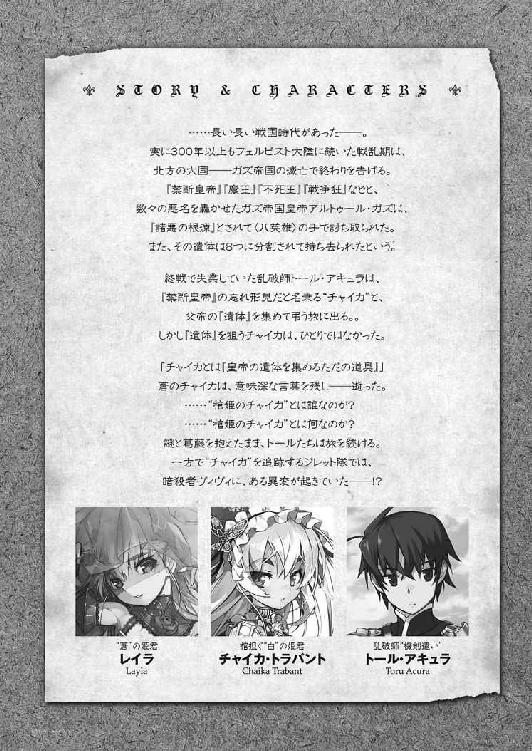 STORY & CHARACTERS
……長い長い戦国時代があった――。
実に300年以上もフェルビスト大陸に続いた戦乱期は、
北方の大国――ガズ帝国の滅亡で終わりを告げる。
『禁断皇帝』『魔王』『不死王』『戦争狂』などと、
数々の悪名を轟かせたガズ帝国皇帝アルトゥール・ガズは、
『諸悪の根源』とされて〈八英雄〉の手で討ち取られた。
また、その遺体は8つに分割されて持ち去られたという。
終戦で失業していた乱破師トール・アキュラは、
『禁断皇帝』の忘れ形見だと名乗る“チャイカ”と、
父帝の『遺体』を集めて弔う旅に出る。。
しかし『遺体』を狙うチャイカは、ひとりではなかった。
「チャイカとは『皇帝の遺体を集めるただの道具』」
蒼のチャイカは、意味深な言葉を残し――逝った。
……“棺姫のチャイカ”とは誰なのか?
……“棺姫のチャイカ”とは何なのか?
謎と葛藤を抱えたまま、トールたちは旅を続ける。
一方で“チャイカ”を追跡するジレット隊では、
暗殺者ヴィヴィに、ある異変が起きていた――!?
“蒼”の姫君
レイラ
Layla
棺担ぐ“白”の姫君
チャイカ・トラバント
Chaika Trabant
乱破師“機剣遣い”
トール・アキュラ
Toru Acura